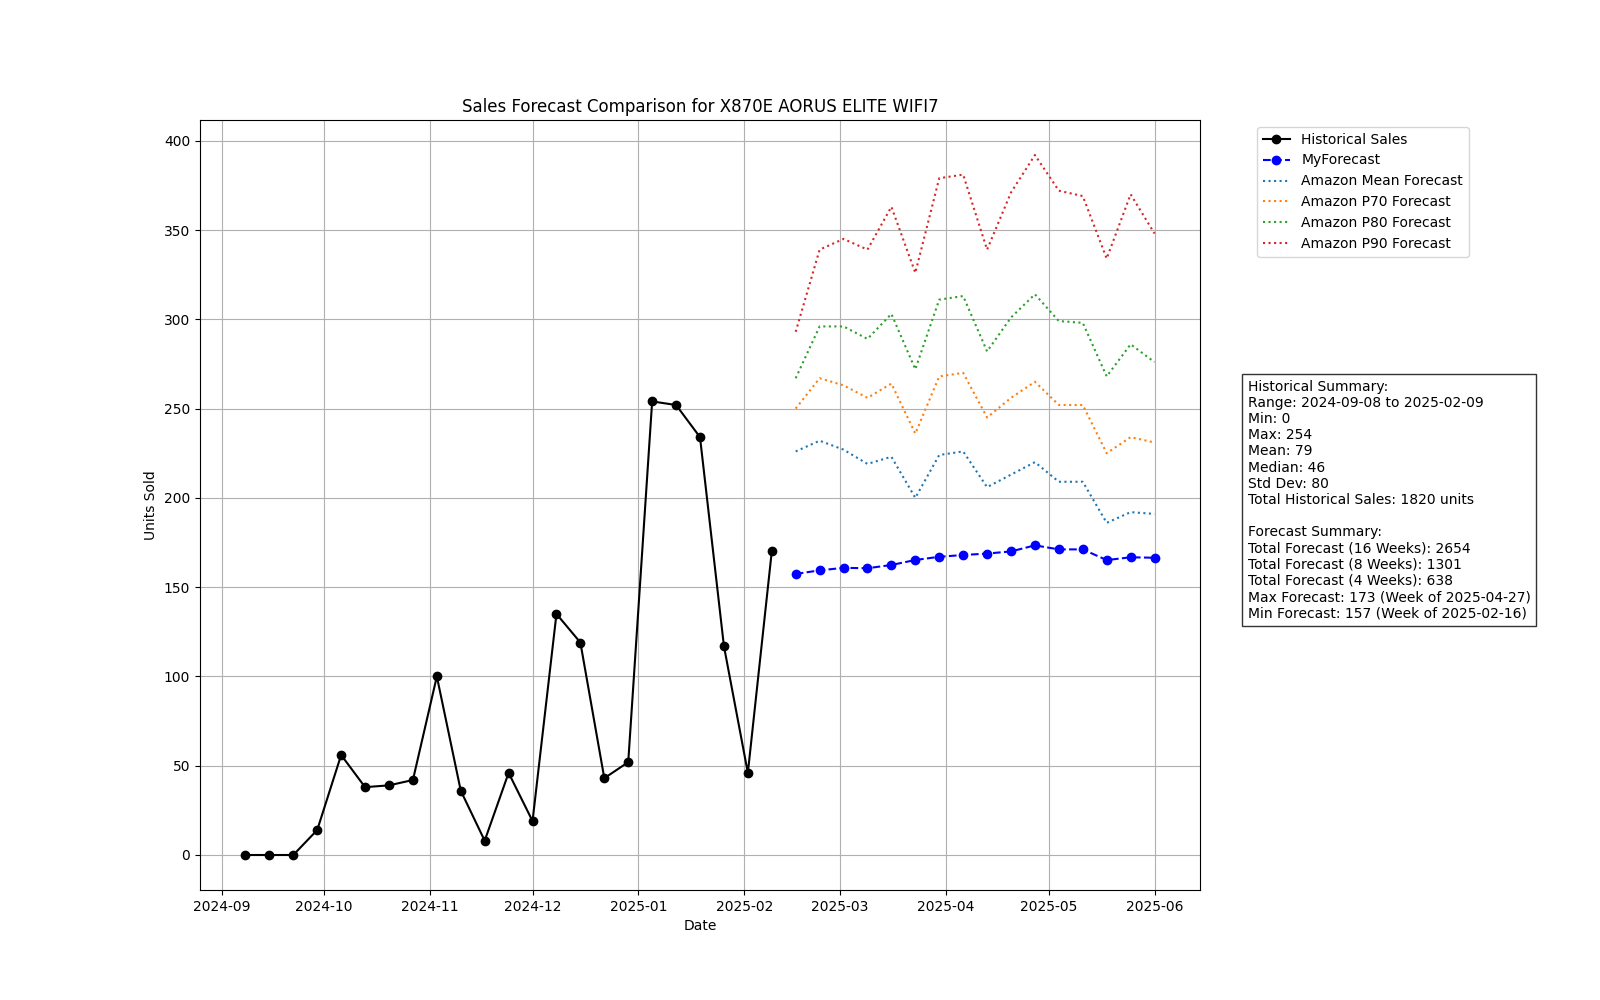 Sales Forecast Comparison for X870E AORUS ELITE WIFI7
Units Sold
400
350
300
250
200
150
100
50
0
2024-09
2024-10
2024-11
2024-12
2025-01
2025-02
2025-03
2025-04
2025-05
2025-06
Date
Historical Sales
MyForecast
Amazon Mean Forecast
Amazon P70 Forecast
Amazon P80 Forecast
Amazon P90 Forecast
Historical Summary:
Range: 2024-09-08 to 2025-02-09
Min: 0
Max: 254
Mean: 79
Median: 46
Std Dev: 80
Total Historical Sales: 1820 units
Forecast Summary:
Total Forecast (16 Weeks): 2654
Total Forecast (8 Weeks): 1301
Total Forecast (4 Weeks): 638
Max Forecast: 173 (Week of 2025-04-27)
Min Forecast: 157 (Week of 2025-02-16)